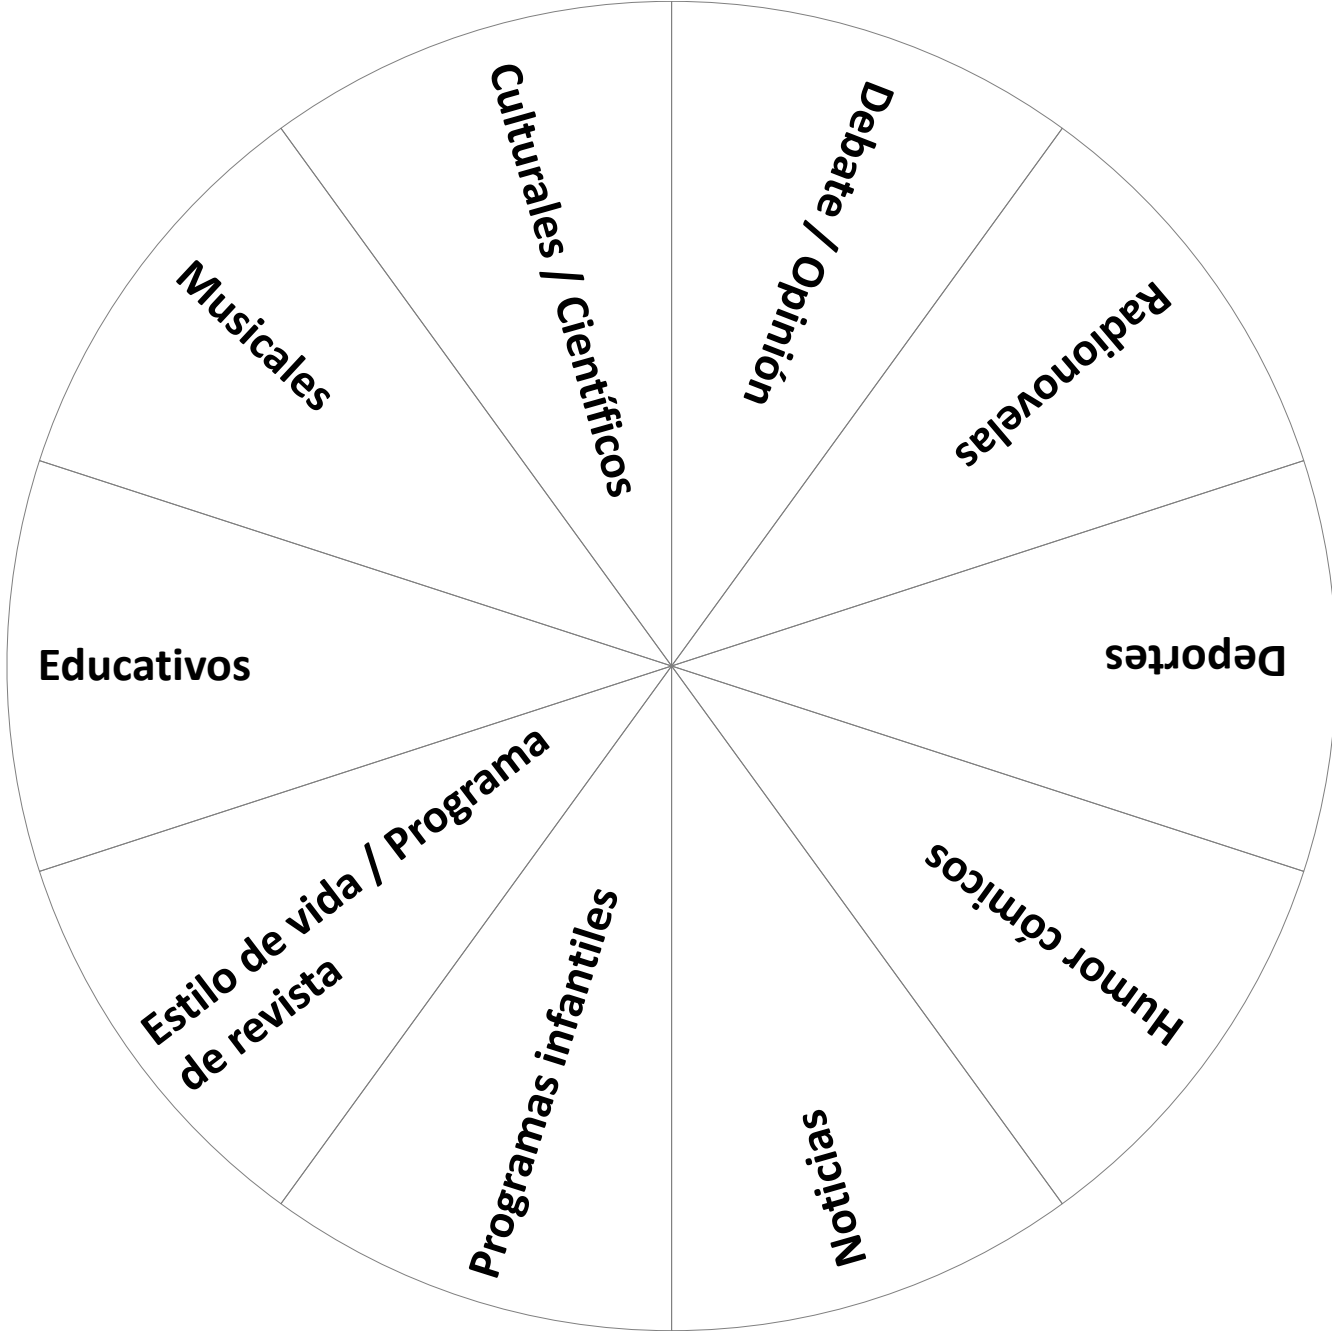 Debate / Opinión
Radionovelas
Deportes
Humor cómicos
Noticias
Programas infantiles
Estilo de vida / Programa
de revista
Educativos
Musicales
Culturales / Científicos